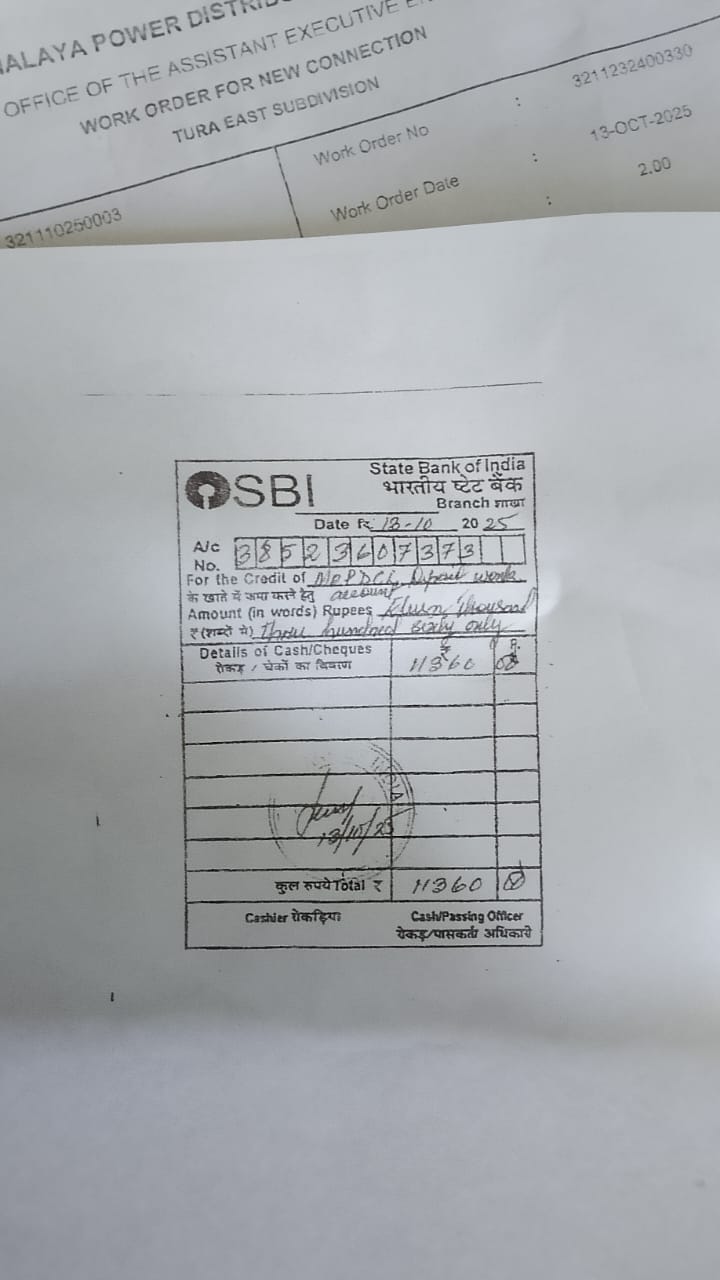 ALAYA POWER DISTRI
OFFICE OF THE ASSISTANT EXECUTIVE
WORK ORDER FOR NEW CONNECTION
TURA EAST SUBDIVISION
Work Order No : 3211232400330
Work Order Date : 13-OCT-2025
: 2.00
321110250003
SBI
State Bank of India
भारतीय स्टेट बैंक
Branch शाखा
Date 13-10 2025
A/c No. 38523607373
For the Credit of MePDCL Deposit work
के खाते में जमा करने हेतु account
Amount (in words) Rupees Eleven thousand
₹ (शब्दों में) Three hundred sixty only
Details of Cash/Cheques ₹ P.
रोकड़ / चेकों का विवरण 11360 00
13/10/25
कुल रुपये Total ₹ 11360
Cashier रोकड़िया Cash/Passing Officer
रोकड़/पासकर्ता अधिकारी